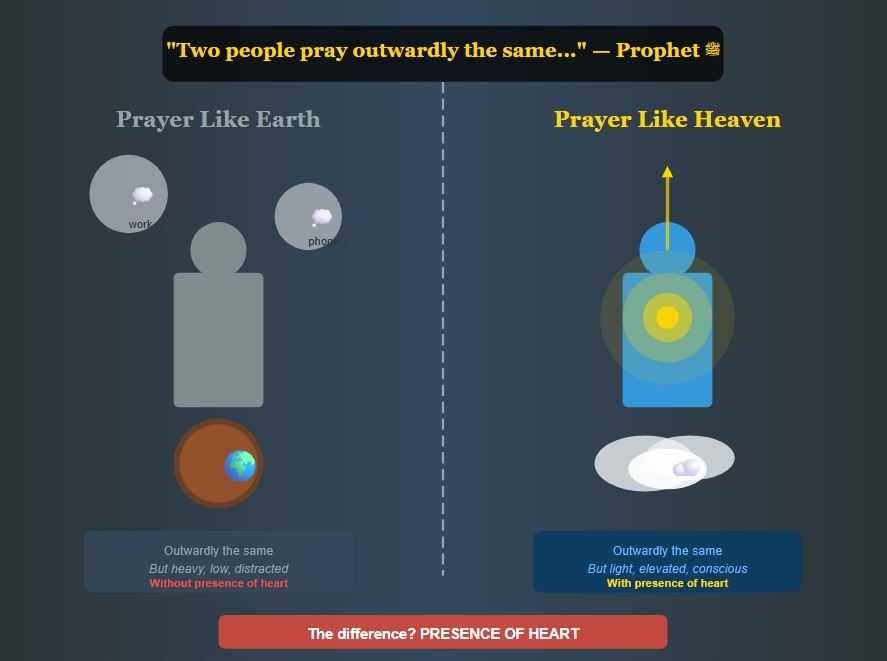 "Two people pray outwardly the same..." — Prophet ﷺ
Prayer Like Earth
Prayer Like Heaven
work...
phone...
Outwardly the same
But heavy, low, distracted
Without presence of heart
Outwardly the same
But light, elevated, conscious
With presence of heart
The difference? PRESENCE OF HEART